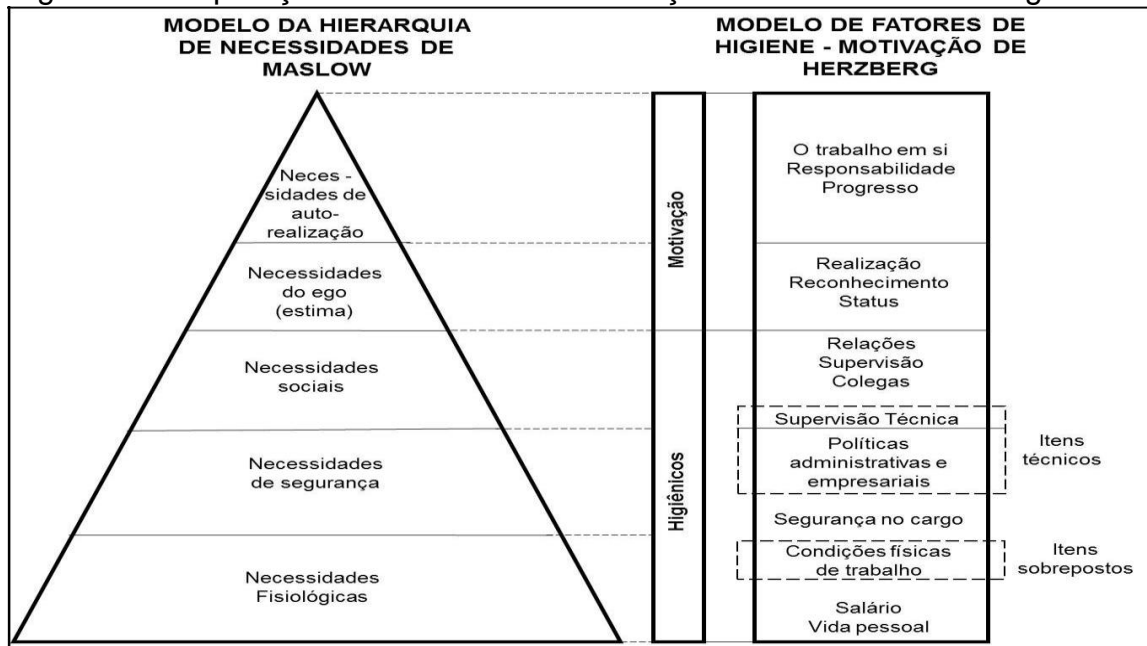 MODELO DA HIERARQUIA
DE NECESSIDADES DE
MASLOW
Neces -
sidades de
auto-
realização
Necessidades
do ego
(estima)
Necessidades
sociais
Necessidades
de segurança
Necessidades
Fisiológicas
Motivação
Higiênicos
MODELO DE FATORES DE
HIGIENE - MOTIVAÇÃO DE
HERZBERG
O trabalho em si
Responsabilidade
Progresso
Realização
Reconhecimento
Status
Relações
Supervisão
Colegas
Supervisão Técnica
Políticas
administrativas e
empresariais
Itens
técnicos
Segurança no cargo
Condições físicas
de trabalho
Itens
sobrepostos
Salário
Vida pessoal